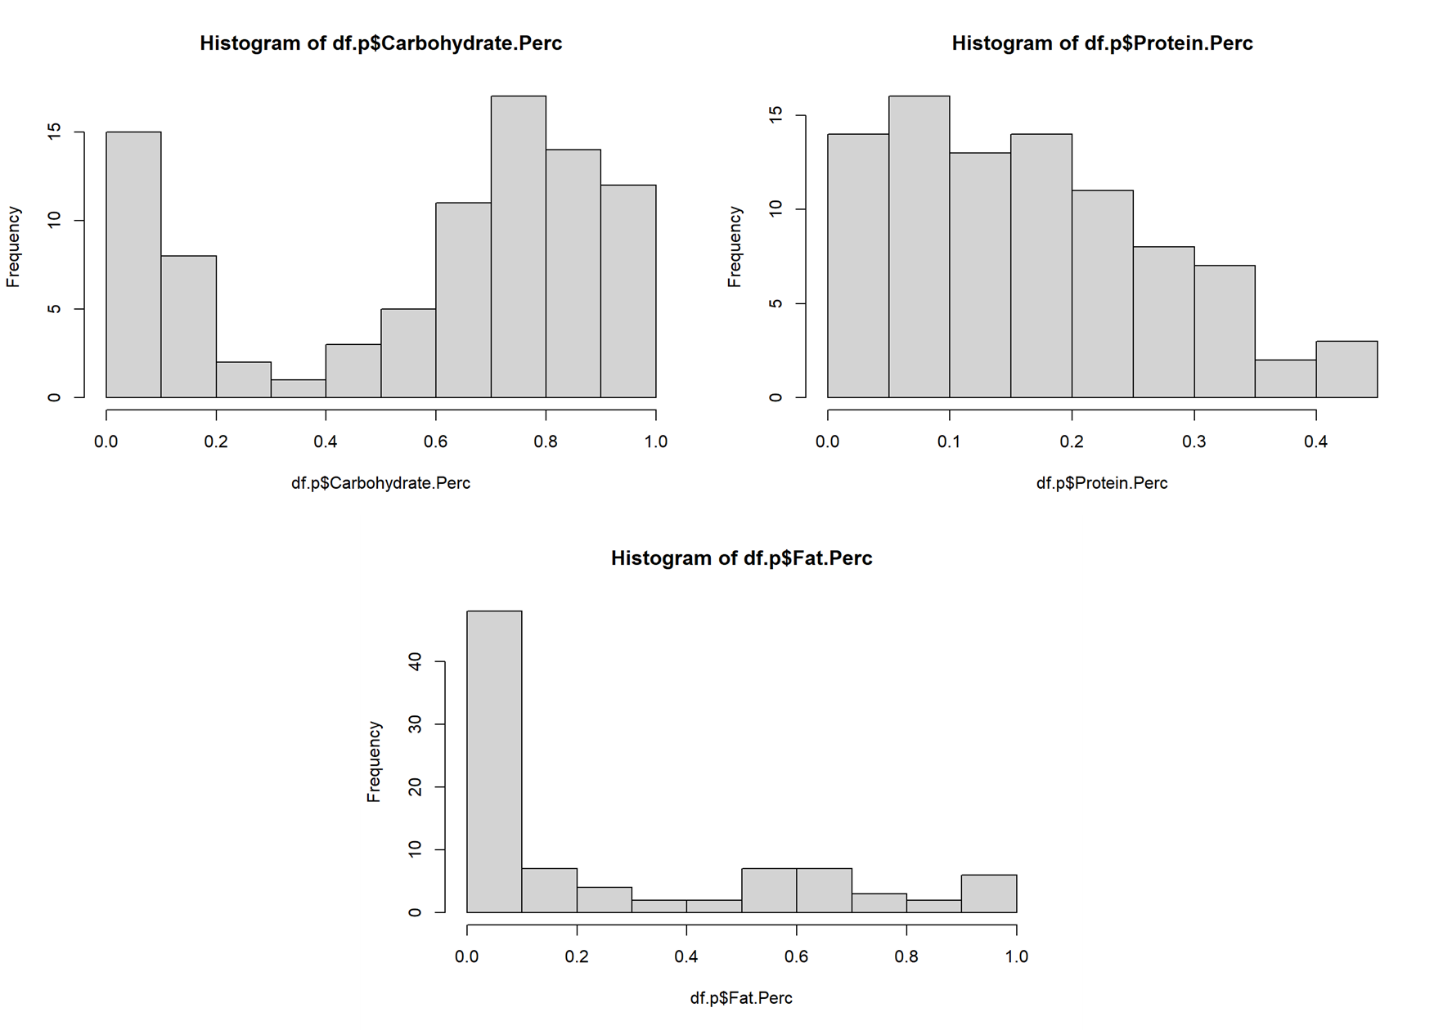 Histogram of df.p$Carbohydrate.Perc
Frequency
0 5 10 15
0.0 0.2 0.4 0.6 0.8 1.0
df.p$Carbohydrate.Perc
Histogram of df.p$Protein.Perc
Frequency
0 5 10 15
0.0 0.1 0.2 0.3 0.4
df.p$Protein.Perc
Histogram of df.p$Fat.Perc
Frequency
0 10 20 30 40
0.0 0.2 0.4 0.6 0.8 1.0
df.p$Fat.Perc